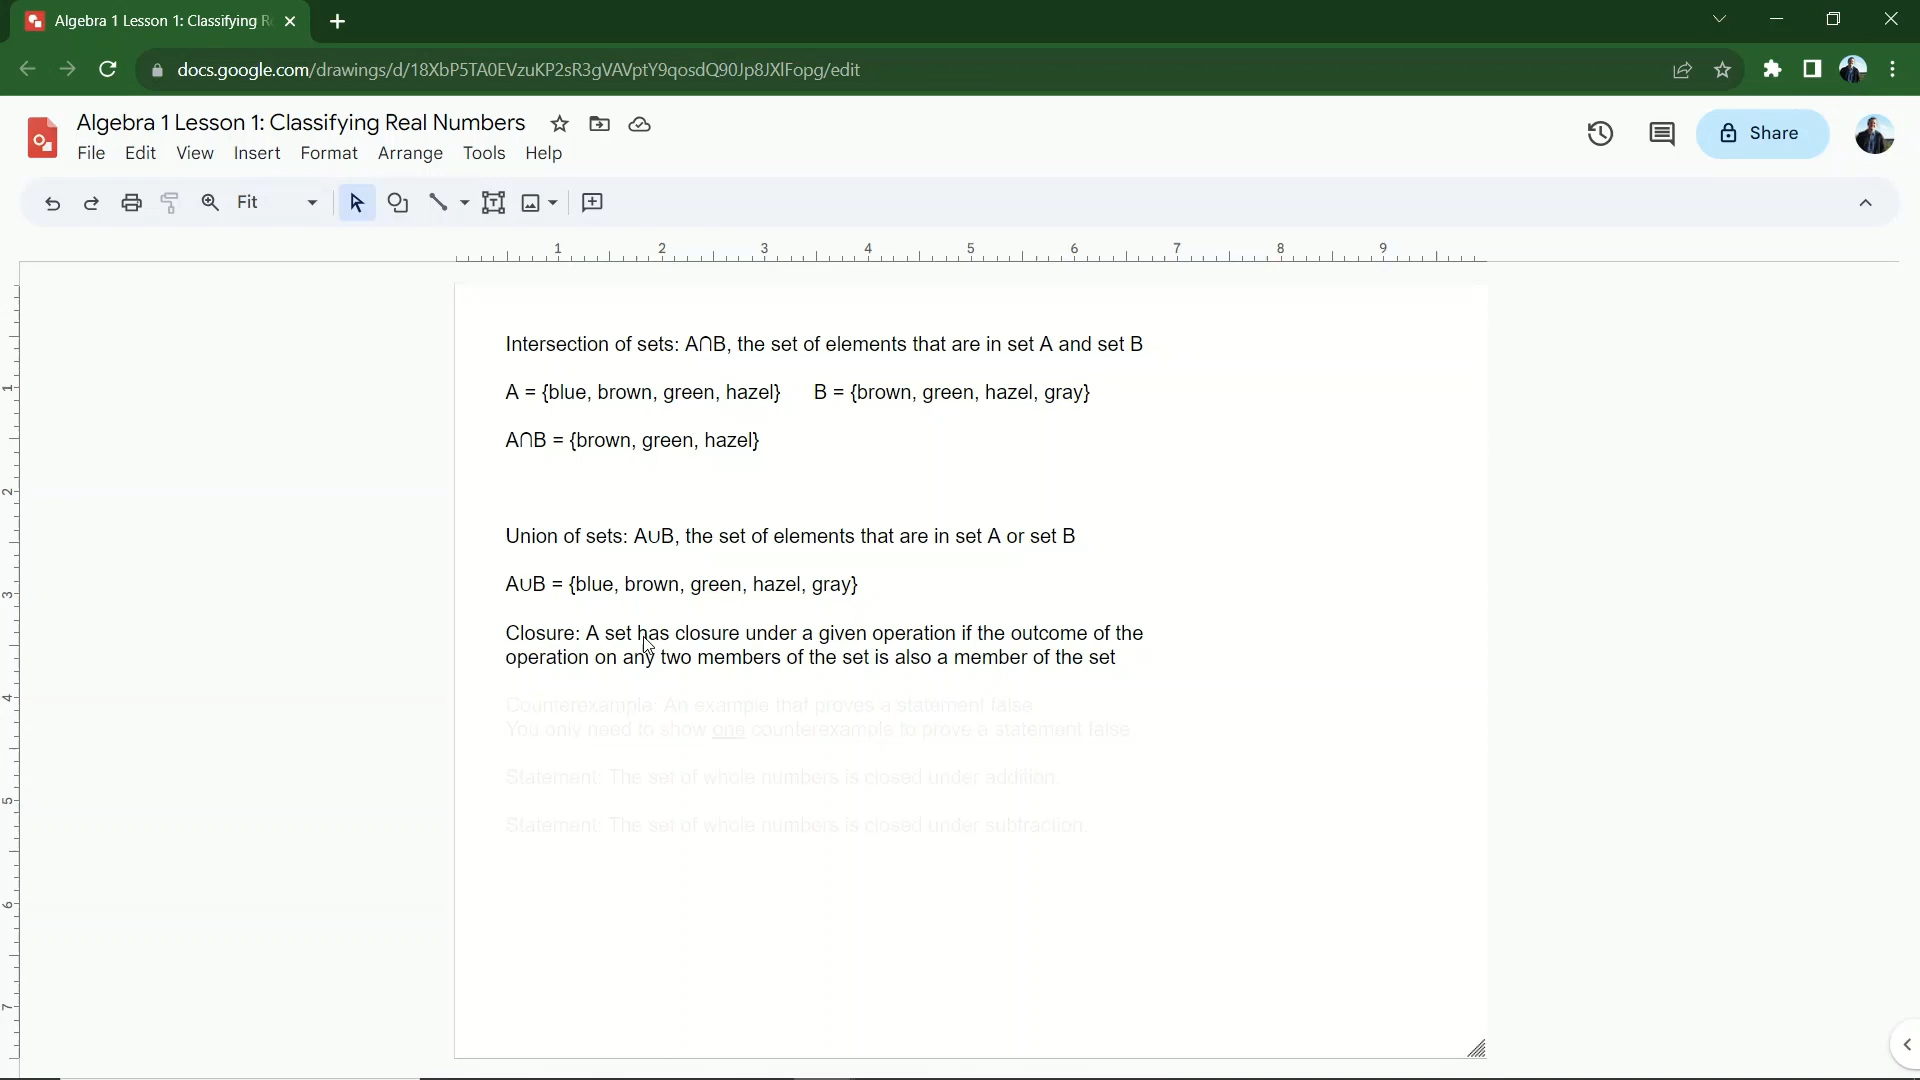 Algebra 1 Lesson 1: Classifying R
docs.google.com/drawings/d/18XbP5TA0EVzuKP2sR3gVAVptY9qosdQ90Jp8JXlFopg/edit
Algebra 1 Lesson 1: Classifying Real Numbers
File Edit View Insert Format Arrange Tools Help
Share
Fit
1 2 3 4 5 6 7 8 9
Intersection of sets: A∩B, the set of elements that are in set A and set B
A = {blue, brown, green, hazel} B = {brown, green, hazel, gray}
A∩B = {brown, green, hazel}
Union of sets: A∪B, the set of elements that are in set A or set B
A∪B = {blue, brown, green, hazel, gray}
Closure: A set has closure under a given operation if the outcome of the
operation on any two members of the set is also a member of the set
Counterexample: An example that proves a statement false
You only need to show one counterexample to prove a statement false
Statement: The set of whole numbers is closed under addition.
Statement: The set of whole numbers is closed under subtraction.
1
2
3
4
5
6
7